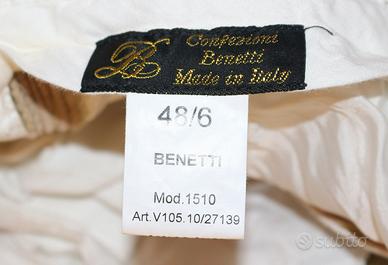 Confezioni
Benetti
Made in Italy
48/6
BENETTI
Mod.1510
Art.V105.10/27139
subito